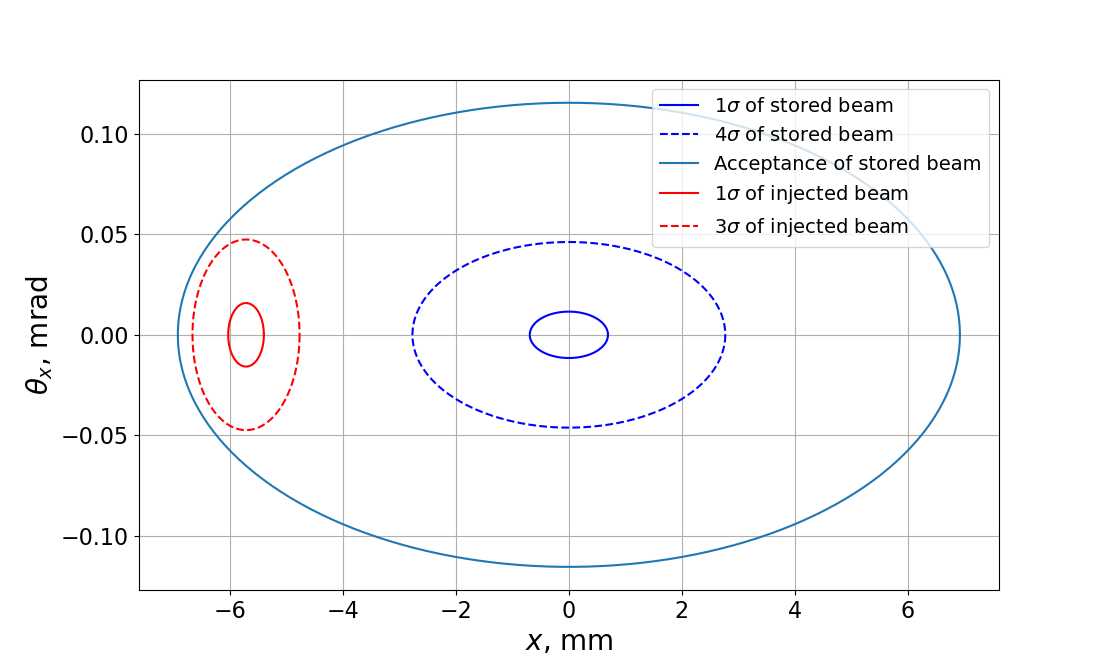 1σ of stored beam
4σ of stored beam
Acceptance of stored beam
1σ of injected beam
3σ of injected beam
0.10
0.05
0.00
−0.05
−0.10
θx, mrad
−6 −4 −2 0 2 4 6
x, mm